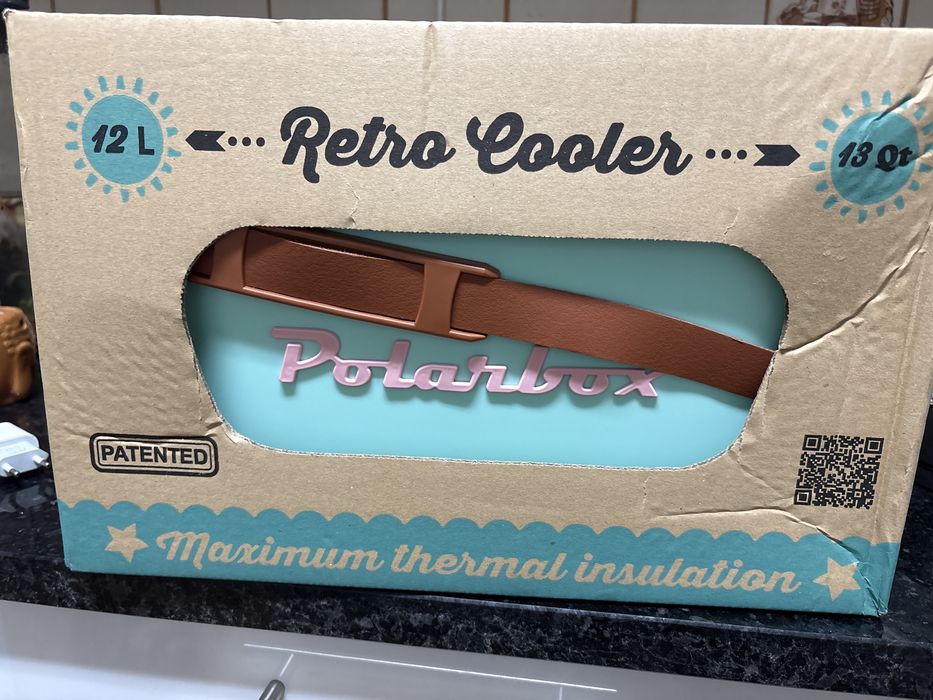 12 L
Retro Cooler
13 Qt
Polarbox
PATENTED
Maximum thermal insulation